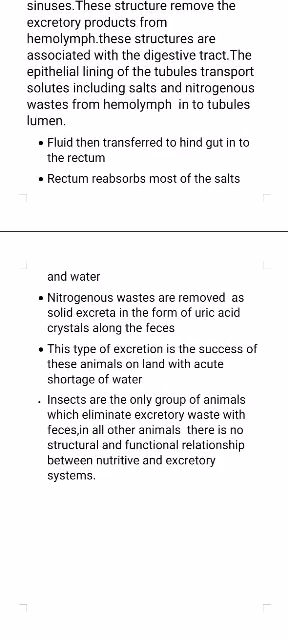 sinuses.These structure remove the
excretory products from
hemolymph.these structures are
associated with the digestive tract.The
epithelial lining of the tubules transport
solutes including salts and nitrogenous
wastes from hemolymph in to tubules
lumen.
• Fluid then transferred to hind gut in to
the rectum
• Rectum reabsorbs most of the salts
and water
• Nitrogenous wastes are removed as
solid excreta in the form of uric acid
crystals along the feces
• This type of excretion is the success of
these animals on land with acute
shortage of water
. Insects are the only group of animals
which eliminate excretory waste with
feces,in all other animals there is no
structural and functional relationship
between nutritive and excretory
systems.